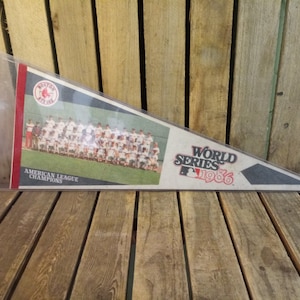 AMERICAN LEAGUE
CHAMPIONS
WORLD
SERIES
1986